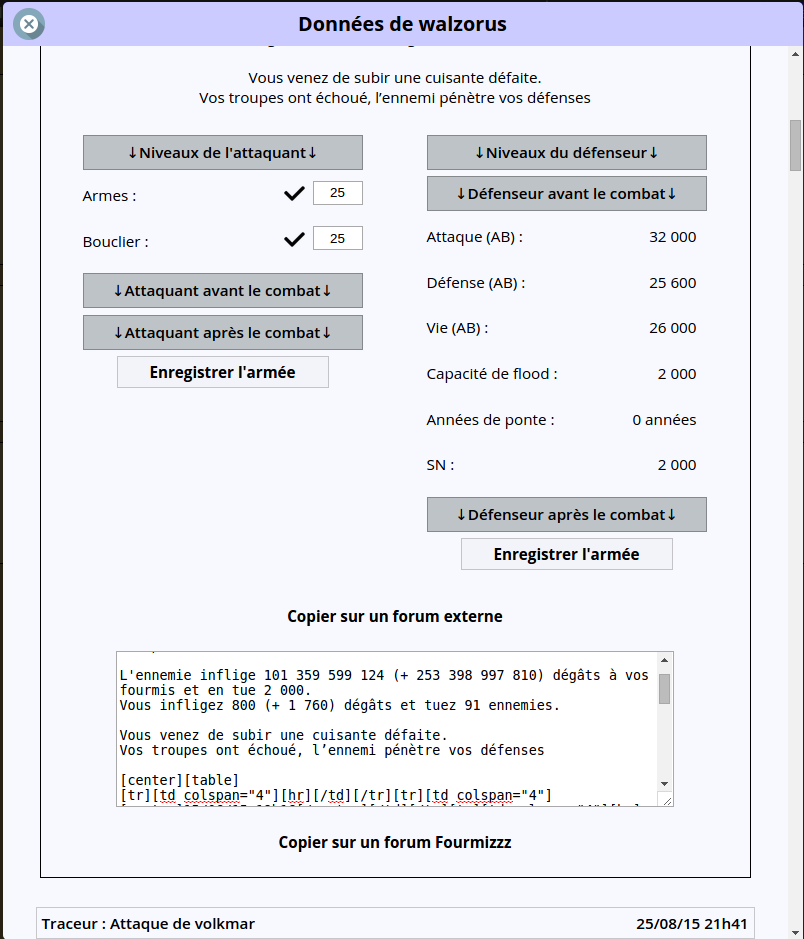 Données de walzorus
Vous venez de subir une cuisante défaite.
Vos troupes ont échoué, l’ennemi pénètre vos défenses
↓Niveaux de l'attaquant↓
Armes : 25
Bouclier : 25
↓Attaquant avant le combat↓
↓Attaquant après le combat↓
Enregistrer l'armée
↓Niveaux du défenseur↓
↓Défenseur avant le combat↓
Attaque (AB) : 32 000
Défense (AB) : 25 600
Vie (AB) : 26 000
Capacité de flood : 2 000
Années de ponte : 0 années
SN : 2 000
↓Défenseur après le combat↓
Enregistrer l'armée
Copier sur un forum externe
L'ennemie inflige 101 359 599 124 (+ 253 398 997 810) dégâts à vos
fourmis et en tue 2 000.
Vous infligez 800 (+ 1 760) dégâts et tuez 91 ennemies.
Vous venez de subir une cuisante défaite.
Vos troupes ont échoué, l’ennemi pénètre vos défenses
[center][table]
[tr][td colspan="4"][hr][/td][/tr][tr][td colspan="4"]
Copier sur un forum Fourmizzz
Traceur : Attaque de volkmar 25/08/15 21h41